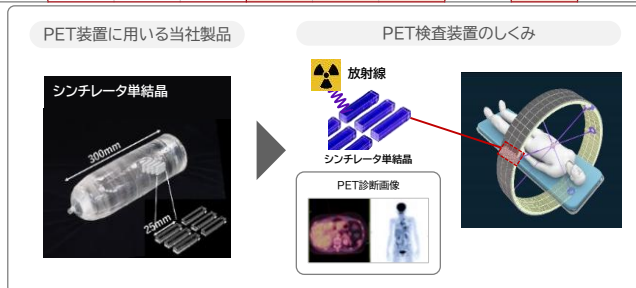 PET装置に用いる当社製品
PET検査装置のしくみ
シンチレータ単結晶
300mm
25mm
放射線
シンチレータ単結晶
PET診断画像